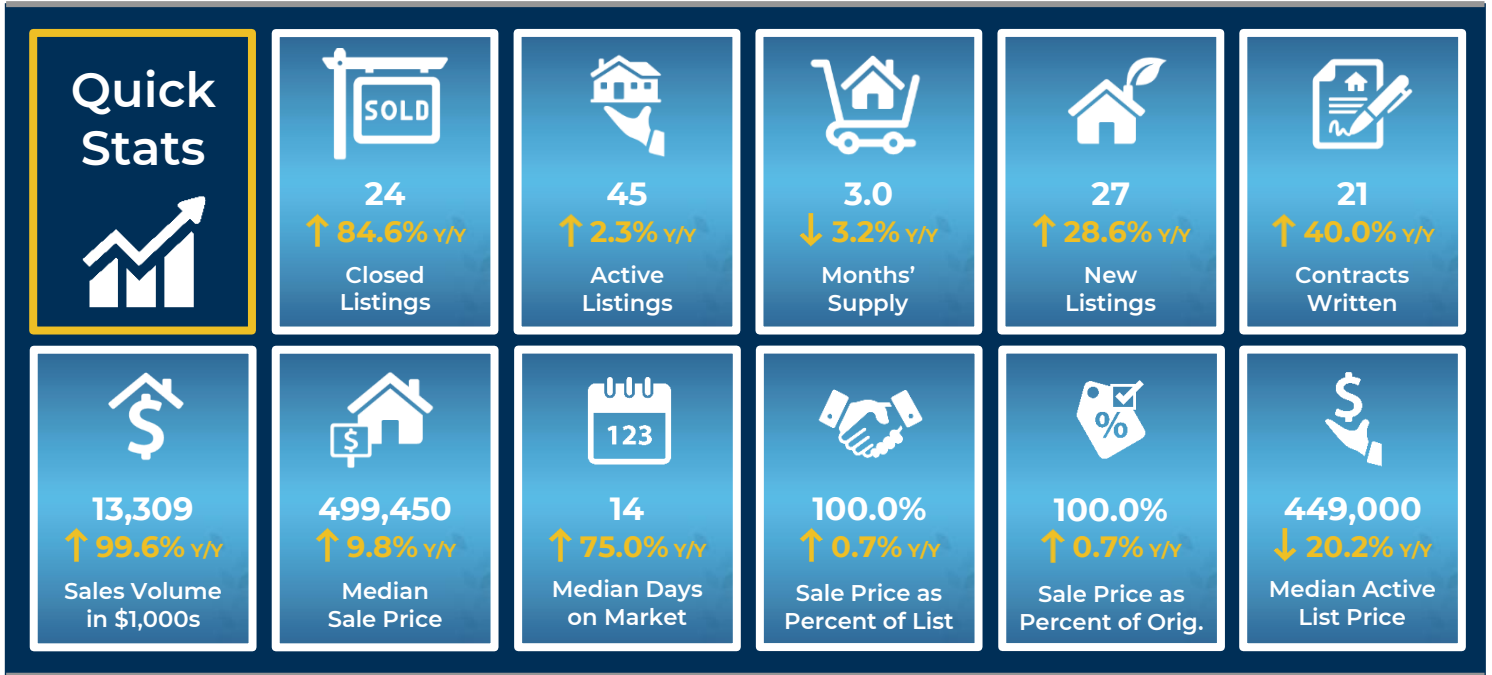 Quick
Stats
SOLD
24
↑ 84.6% Y/Y
Closed
Listings
45
↑ 2.3% Y/Y
Active
Listings
3.0
↓ 3.2% Y/Y
Months’
Supply
27
↑ 28.6% Y/Y
New
Listings
21
↑ 40.0% Y/Y
Contracts
Written
$
13,309
↑ 99.6% Y/Y
Sales Volume
in $1,000s
$
499,450
↑ 9.8% Y/Y
Median
Sale Price
123
14
↑ 75.0% Y/Y
Median Days
on Market
100.0%
↑ 0.7% Y/Y
Sale Price as
Percent of List
%
100.0%
↑ 0.7% Y/Y
Sale Price as
Percent of Orig.
$
449,000
↓ 20.2% Y/Y
Median Active
List Price